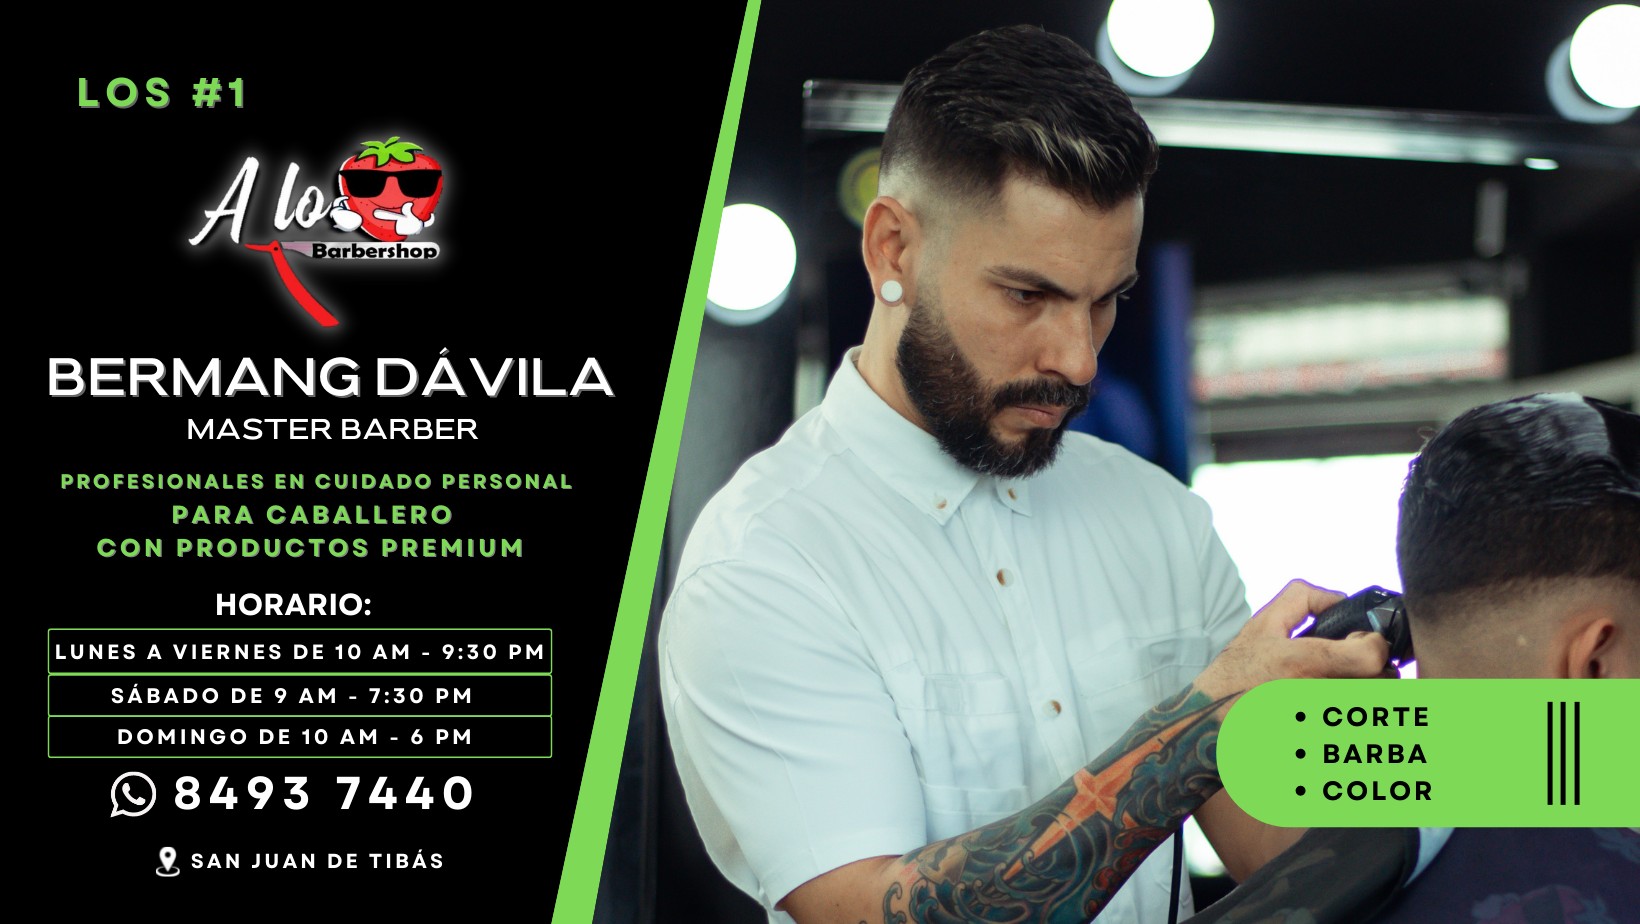 LOS #1
A lo
Barbershop
BERMANG DÁVILA
MASTER BARBER
PROFESIONALES EN CUIDADO PERSONAL
PARA CABALLERO
CON PRODUCTOS PREMIUM
HORARIO:
LUNES A VIERNES DE 10 AM - 9:30 PM
SÁBADO DE 9 AM - 7:30 PM
DOMINGO DE 10 AM - 6 PM
8493 7440
SAN JUAN DE TIBÁS
• CORTE
• BARBA
• COLOR